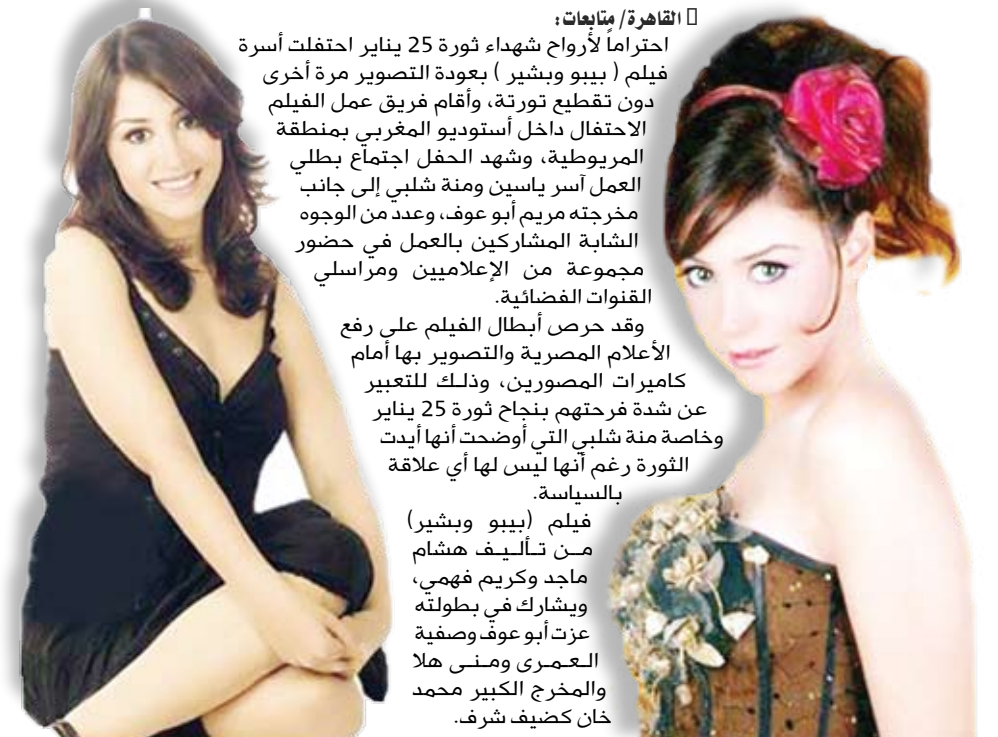 القاهرة/ متابعات:
احتراماً لأرواح شهداء ثورة 25 يناير احتفلت أسرة
فيلم ( بيبو وبشير ) بعودة التصوير مرة أخرى
دون تقطيع تورتة، وأقام فريق عمل الفيلم
الاحتفال داخل أستوديو المغربي بمنطقة
المريوطية، وشهد الحفل اجتماع بطلي
العمل آسر ياسين ومنة شلبي إلى جانب
مخرجته مريم أبو عوف، وعدد من الوجوه
الشابة المشاركين بالعمل في حضور
مجموعة من الإعلاميين ومراسلي
القنوات الفضائية.
وقد حرص أبطال الفيلم على رفع
الأعلام المصرية والتصوير بها أمام
كاميرات المصورين، وذلك للتعبير
عن شدة فرحتهم بنجاح ثورة 25 يناير
وخاصة منة شلبي التي أوضحت أنها أيدت
الثورة رغم أنها ليس لها أي علاقة
بالسياسة.
فيلم (بيبو وبشير)
من تأليف هشام
ماجد وكريم فهمي،
ويشارك في بطولته
عزت أبو عوف وصفية
العمرى ومنى هلا
والمخرج الكبير محمد
خان كضيف شرف.